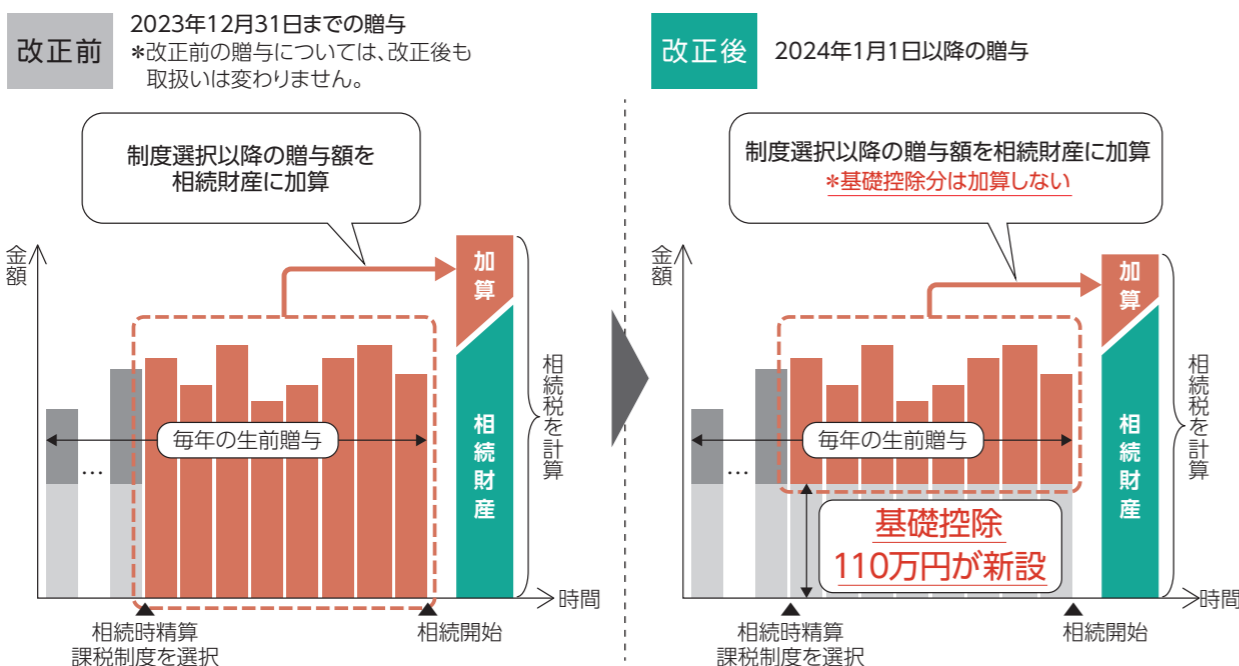 改正前
2023年12月31日までの贈与
*改正前の贈与については、改正後も
取扱いは変わりません。
制度選択以降の贈与額を
相続財産に加算
金額
加算
相続財産
相続税を計算
毎年の生前贈与
…
時間
相続時精算
課税制度を選択
相続開始
改正後
2024年1月1日以降の贈与
制度選択以降の贈与額を相続財産に加算
*基礎控除分は加算しない
金額
加算
相続財産
相続税を計算
毎年の生前贈与
…
基礎控除
110万円が新設
時間
相続時精算
課税制度を選択
相続開始